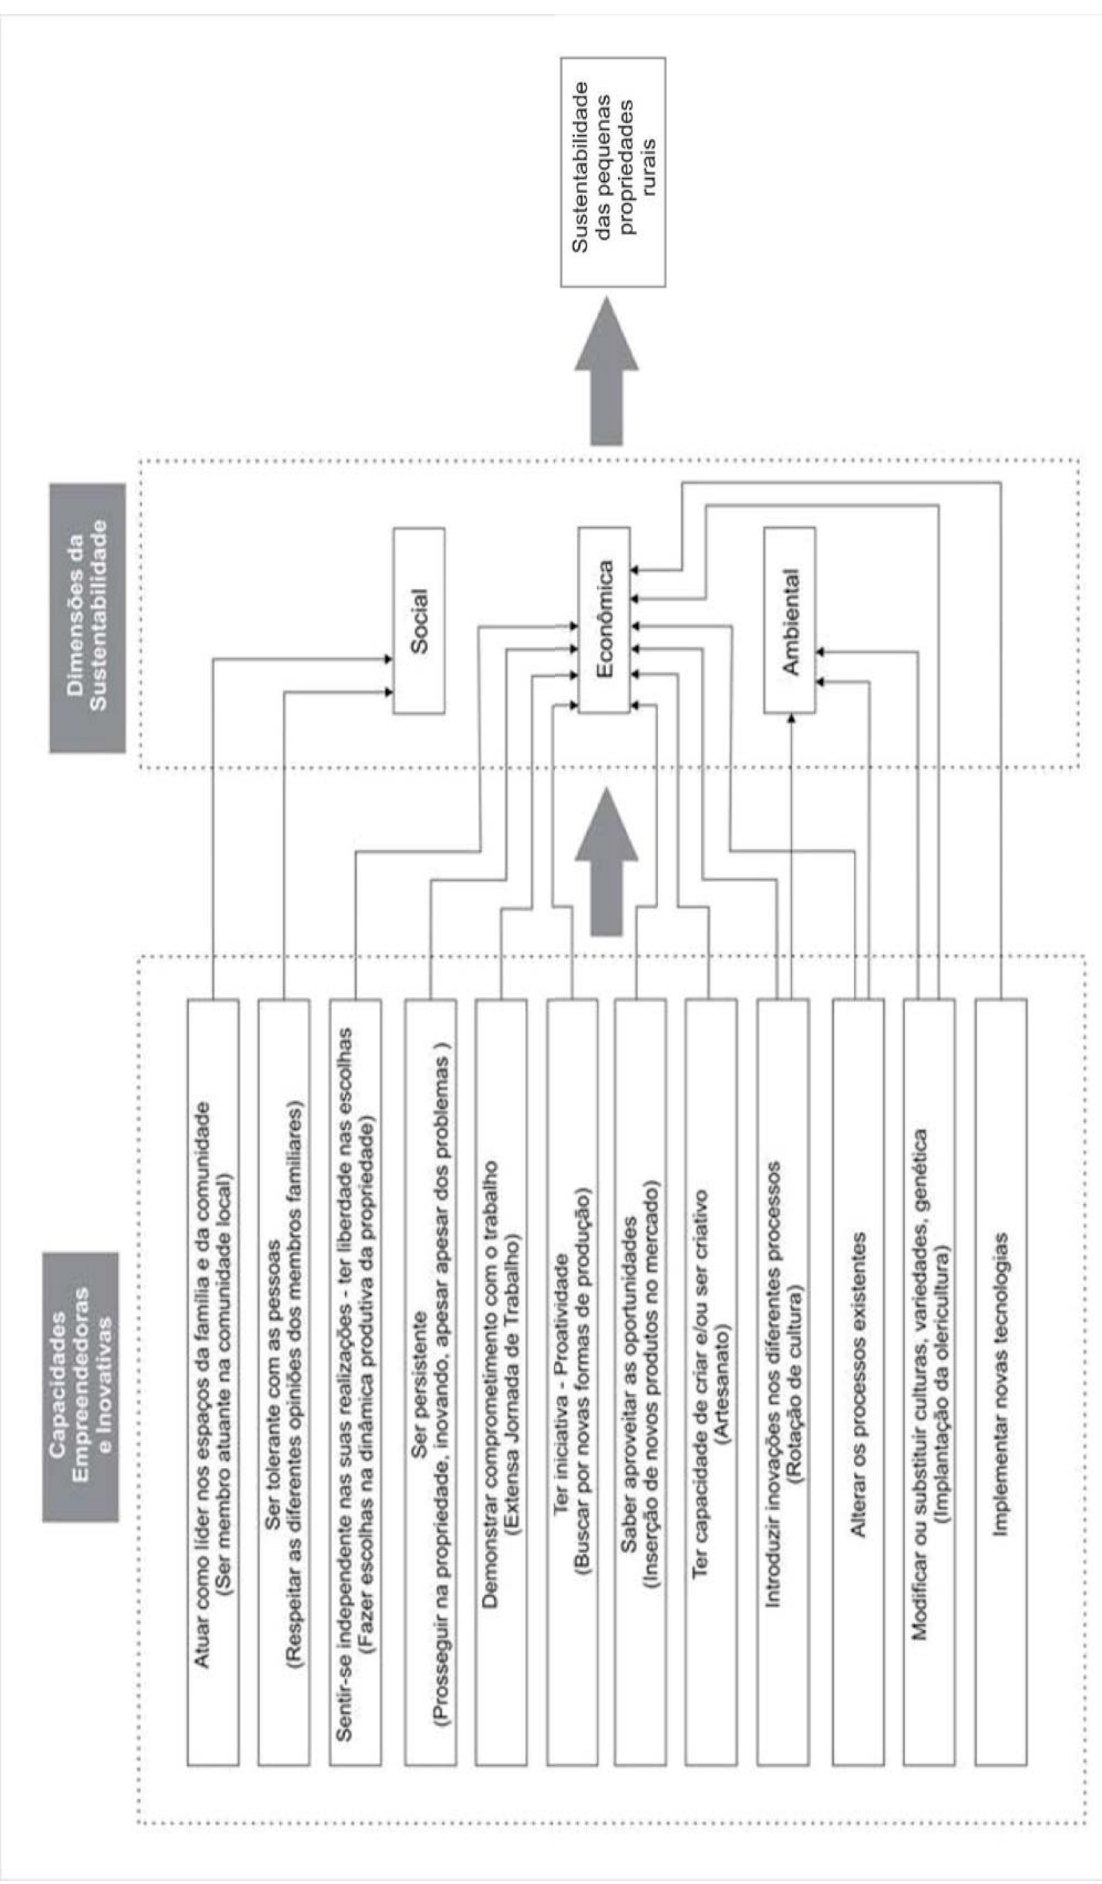 Capacidades
Empreendedoras
e Inovativas
Atuar como líder nos espaços da família e da comunidade
(Ser membro atuante na comunidade local)
Ser tolerante com as pessoas
(Respeitar as diferentes opiniões dos membros familiares)
Sentir-se independente nas suas realizações - ter liberdade nas escolhas
(Fazer escolhas na dinâmica produtiva da propriedade)
Ser persistente
(Prosseguir na propriedade, inovando, apesar apesar dos problemas )
Demonstrar comprometimento com o trabalho
(Extensa Jornada de Trabalho)
Ter iniciativa - Proatividade
(Buscar por novas formas de produção)
Saber aproveitar as oportunidades
(Inserção de novos produtos no mercado)
Ter capacidade de criar e/ou ser criativo
(Artesanato)
Introduzir inovações nos diferentes processos
(Rotação de cultura)
Alterar os processos existentes
Modificar ou substituir culturas, variedades, genética
(Implantação da olericultura)
Implementar novas tecnologias
Dimensões da
Sustentabilidade
Social
Econômica
Ambiental
Sustentabilidade
das pequenas
propriedades
rurais